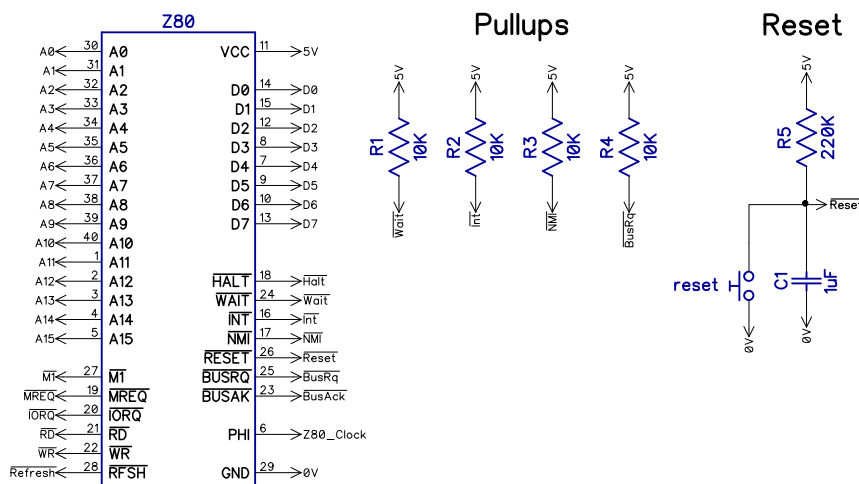 Z80
Pullups
Reset
A0 30 A0 VCC 11 5V
A1 31 A1
A2 32 A2 D0 14 D0
A3 33 A3 D1 15 D1
A4 34 A4 D2 12 D2
A5 35 A5 D3 8 D3
A6 36 A6 D4 7 D4
A7 37 A7 D5 9 D5
A8 38 A8 D6 10 D6
A9 39 A9 D7 13 D7
A10 40 A10
A11 1 A11
A12 2 A12 HALT 18 Halt
A13 3 A13 WAIT 24 Wait
A14 4 A14 INT 16 Int
A15 5 A15 NMI 17 NMI
RESET 26 Reset
M1 27 M1 BUSRQ 25 BusRq
MREQ 19 MREQ BUSAK 23 BusAck
IORQ 20 IORQ
RD 21 RD PHI 6 Z80_Clock
WR 22 WR
Refresh 28 RFSH GND 29 0V
5V
R1
10K
Wait
5V
R2
10K
Int
5V
R3
10K
NMI
5V
R4
10K
BusRq
5V
R5
220K
Reset
reset
C1
1uF
0V
0V